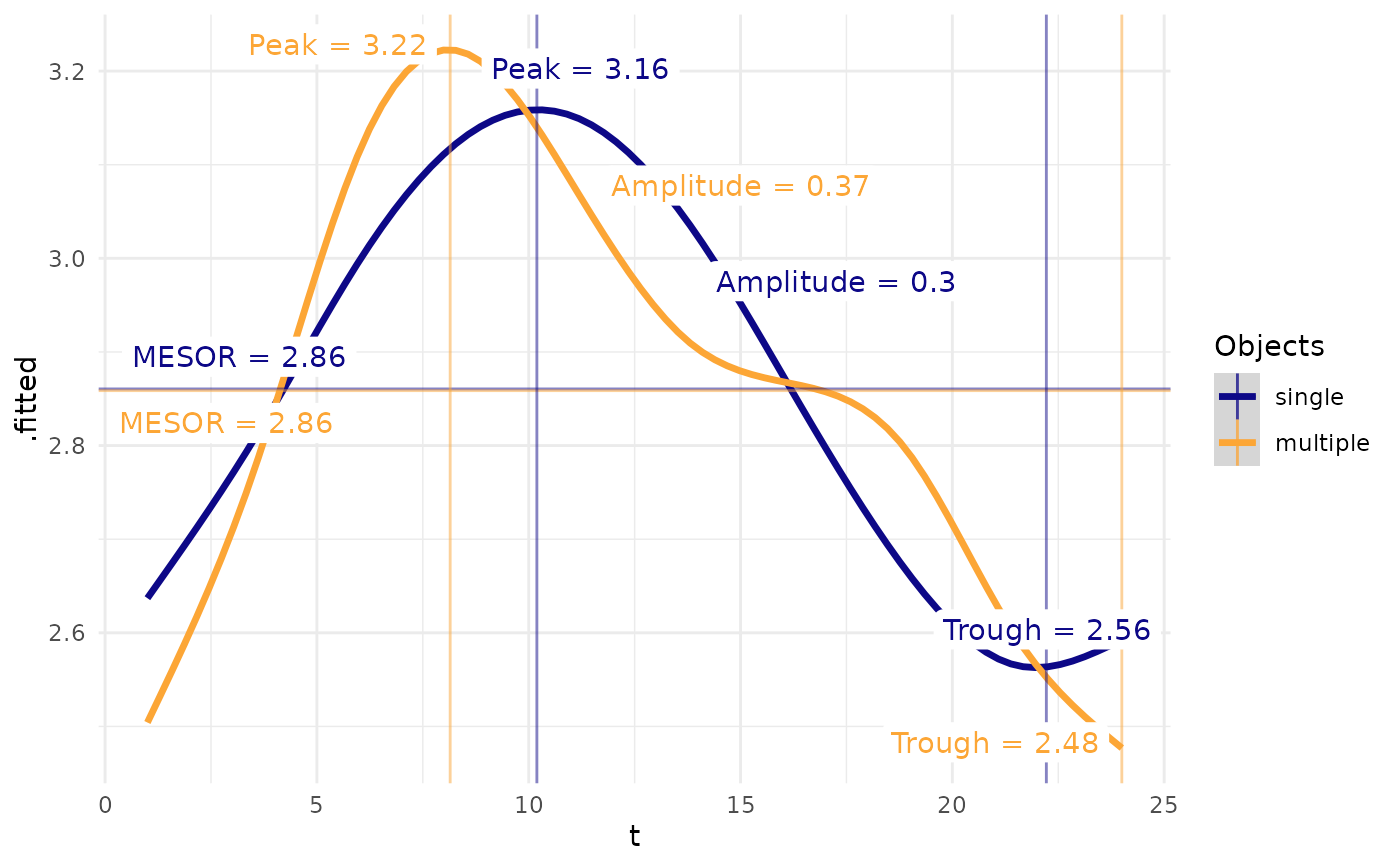 Peak = 3.22
Peak = 3.16
3.2
Amplitude = 0.37
3.0
Amplitude = 0.3
MESOR = 2.86
MESOR = 2.86
2.8
2.6
Trough = 2.56
Trough = 2.48
.fitted
0 5 10 15 20 25
t
Objects
single
multiple